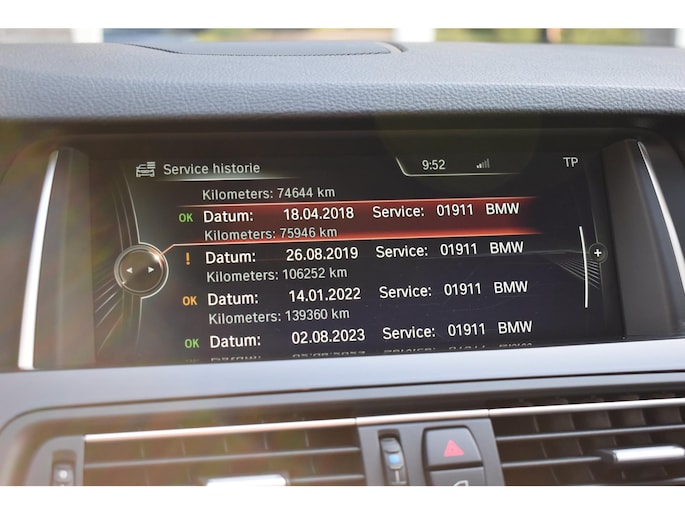 Service historie 9:52 TP
Kilometers: 74644 km
OK Datum: 18.04.2018 Service: 01911 BMW
Kilometers: 75946 km
! Datum: 26.08.2019 Service: 01911 BMW
Kilometers: 106252 km
OK Datum: 14.01.2022 Service: 01911 BMW
Kilometers: 139360 km
OK Datum: 02.08.2023 Service: 01911 BMW